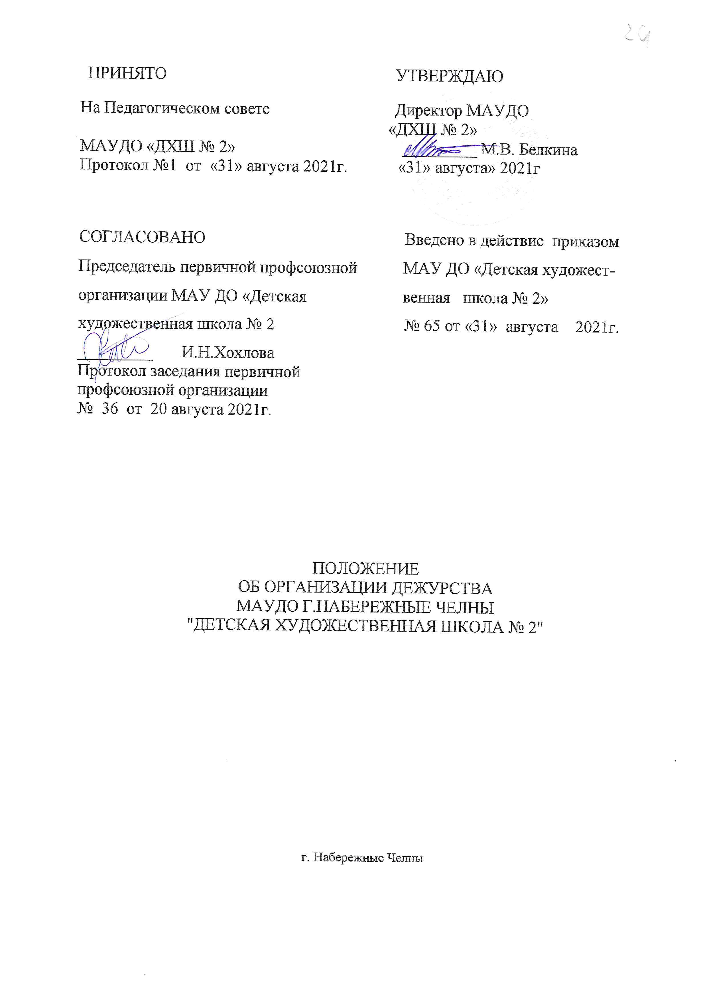 29
ПРИНЯТО
На Педагогическом совете
МАУДО «ДХШ № 2»
Протокол №1 от «31» августа 2021г.
УТВЕРЖДАЮ
Директор МАУДО
«ДХШ № 2»
____________ М.В. Белкина
«31» августа» 2021г
СОГЛАСОВАНО
Председатель первичной профсоюзной
организации МАУ ДО «Детская
художественная школа № 2
____________ И.Н.Хохлова
Протокол заседания первичной
профсоюзной организации
№ 36 от 20 августа 2021г.
Введено в действие приказом
МАУ ДО «Детская художест-
венная школа № 2»
№ 65 от «31» августа 2021г.
ПОЛОЖЕНИЕ
ОБ ОРГАНИЗАЦИИ ДЕЖУРСТВА
МАУДО Г.НАБЕРЕЖНЫЕ ЧЕЛНЫ
"ДЕТСКАЯ ХУДОЖЕСТВЕННАЯ ШКОЛА № 2"
г. Набережные Челны